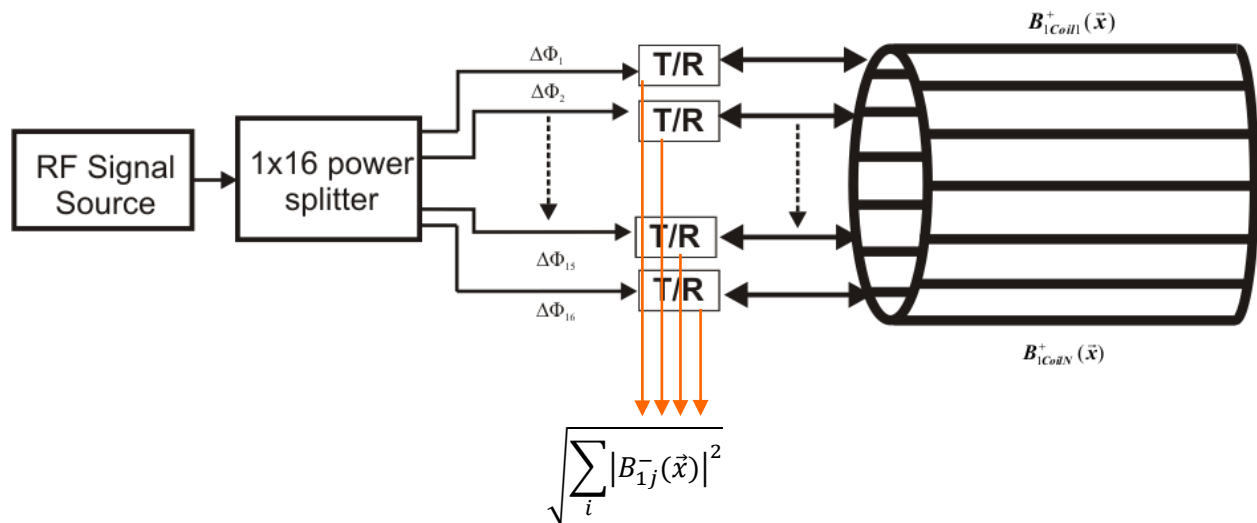 B⁺₁Coil1(x⃗)
ΔΦ₁
T/R
ΔΦ₂
T/R
RF Signal
Source
1x16 power
splitter
T/R
ΔΦ₁₅
T/R
ΔΦ₁₆
B⁺₁CoilN(x⃗)
√∑ᵢ|B⁻₁ⱼ(x⃗)|²